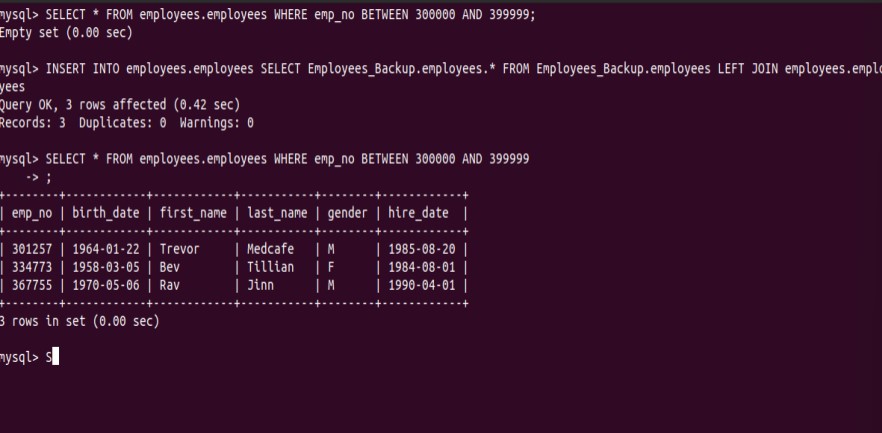 mysql> SELECT * FROM employees.employees WHERE emp_no BETWEEN 300000 AND 399999;
Empty set (0.00 sec)
mysql> INSERT INTO employees.employees SELECT Employees_Backup.employees.* FROM Employees_Backup.employees LEFT JOIN employees.emplo
yees
Query OK, 3 rows affected (0.42 sec)
Records: 3  Duplicates: 0  Warnings: 0
mysql> SELECT * FROM employees.employees WHERE emp_no BETWEEN 300000 AND 399999
    -> ;
+--------+------------+------------+-----------+--------+------------+
| emp_no | birth_date | first_name | last_name | gender | hire_date  |
+--------+------------+------------+-----------+--------+------------+
| 301257 | 1964-01-22 | Trevor     | Medcafe   | M      | 1985-08-20 |
| 334773 | 1958-03-05 | Bev        | Tillian   | F      | 1984-08-01 |
| 367755 | 1970-05-06 | Rav        | Jinn      | M      | 1990-04-01 |
+--------+------------+------------+-----------+--------+------------+
3 rows in set (0.00 sec)
mysql> S